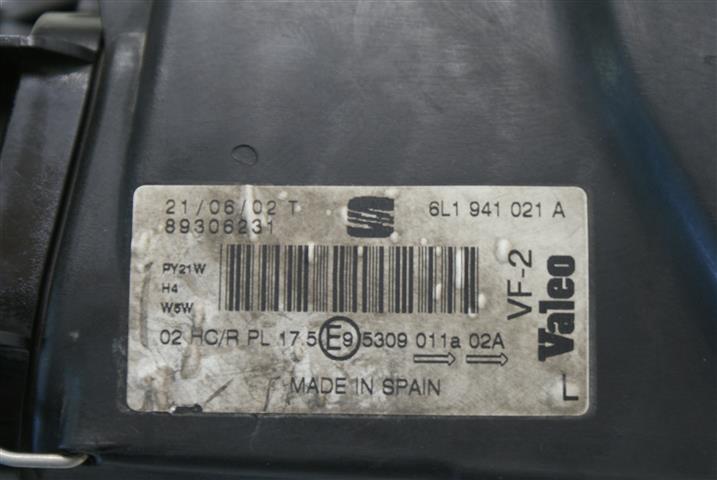 21/06/02 T
89306231
6L1 941 021 A
PY21W
H4
W5W
02 HC/R PL 17.5 E9 5309 011a 02A
MADE IN SPAIN
VF-2
Valeo
L